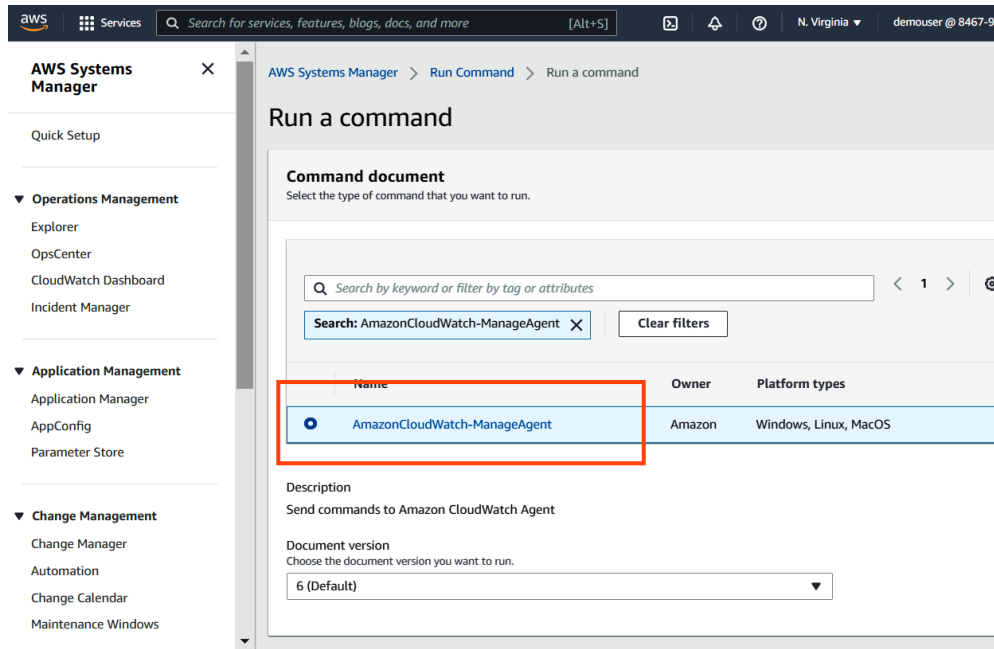 aws
Services
Search for services, features, blogs, docs, and more
[Alt+S]
N. Virginia
demouser @ 8467-9
AWS Systems
Manager
Quick Setup
Operations Management
Explorer
OpsCenter
CloudWatch Dashboard
Incident Manager
Application Management
Application Manager
AppConfig
Parameter Store
Change Management
Change Manager
Automation
Change Calendar
Maintenance Windows
AWS Systems Manager > Run Command > Run a command
Run a command
Command document
Select the type of command that you want to run.
Search by keyword or filter by tag or attributes
1
Search: AmazonCloudWatch-ManageAgent
Clear filters
Name Owner Platform types
AmazonCloudWatch-ManageAgent Amazon Windows, Linux, MacOS
Description
Send commands to Amazon CloudWatch Agent
Document version
Choose the document version you want to run.
6 (Default)